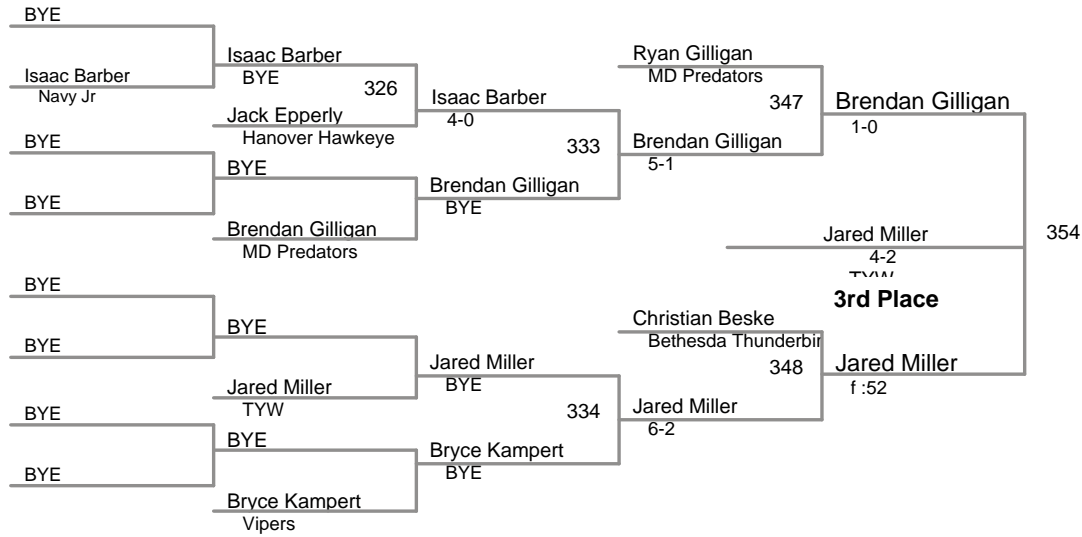 BYE
Isaac Barber
Navy Jr
BYE
BYE
BYE
BYE
BYE
BYE
Isaac Barber
BYE
326
Jack Epperly
Hanover Hawkeye
BYE
Brendan Gilligan
MD Predators
BYE
Jared Miller
TYW
BYE
Bryce Kampert
Vipers
Isaac Barber
4-0
333
Brendan Gilligan
BYE
Jared Miller
BYE
334
Bryce Kampert
BYE
Ryan Gilligan
MD Predators
347
Brendan Gilligan
5-1
Christian Beske
Bethesda Thunderbir
348
Jared Miller
6-2
Brendan Gilligan
1-0
Jared Miller
4-2
TYW
354
3rd Place
Jared Miller
f :52